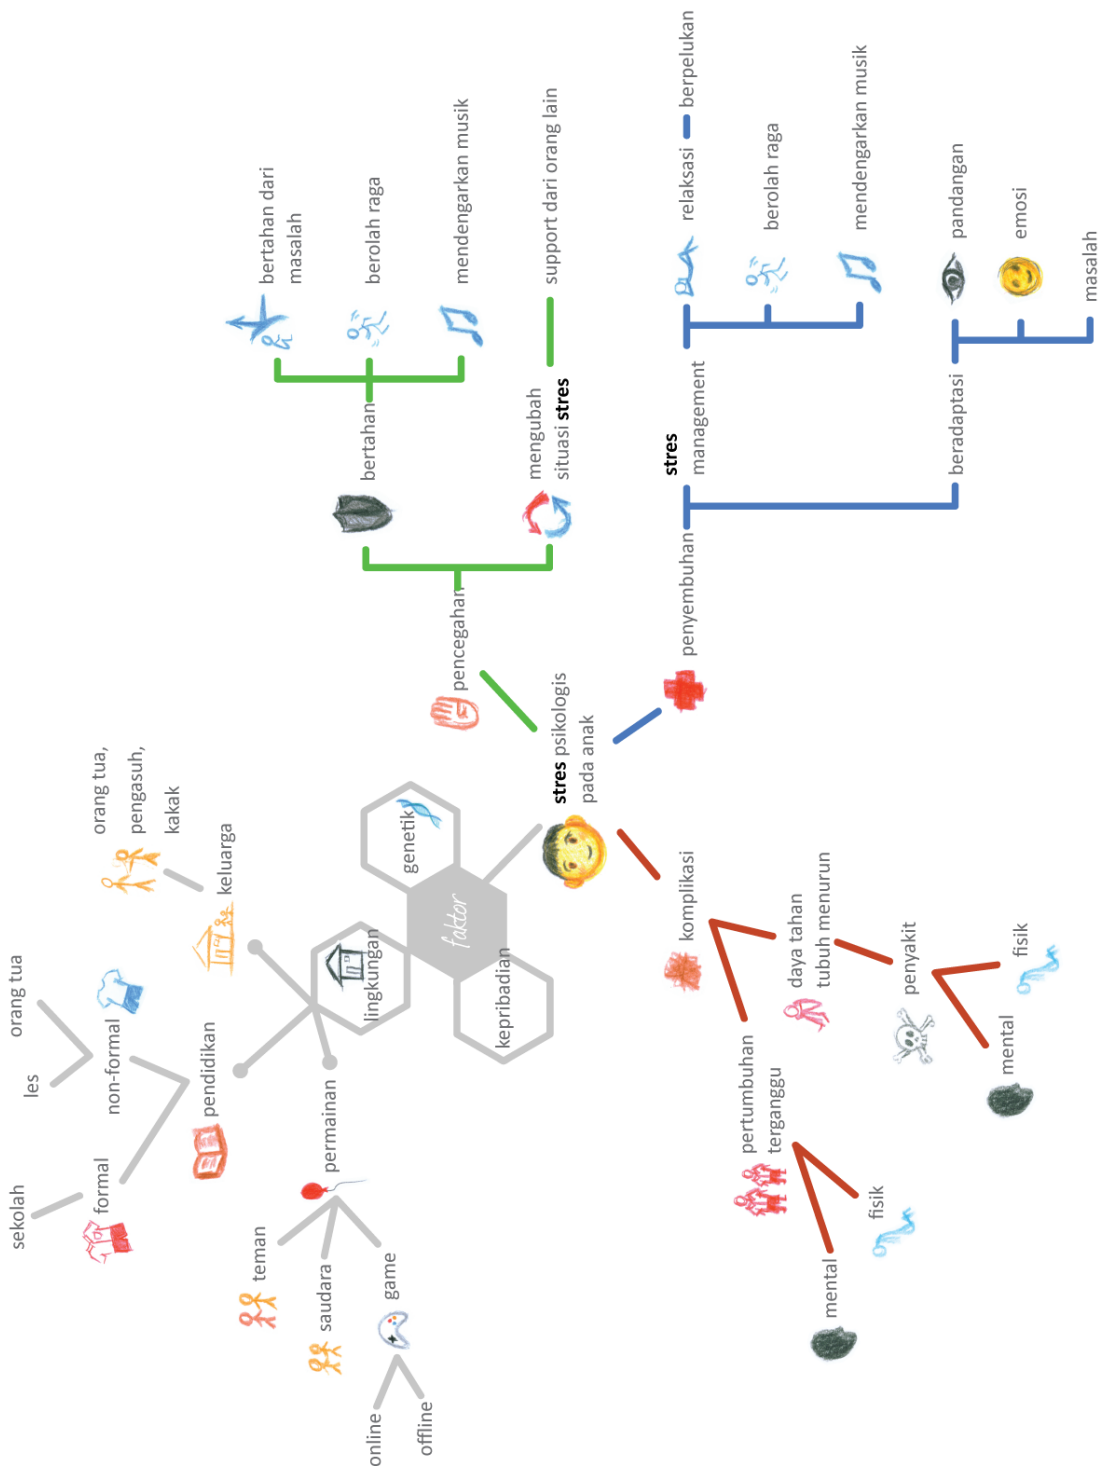 stres psikologis
pada anak
faktor
genetik
lingkungan
kepribadian
keluarga
orang tua,
pengasuh,
kakak
pendidikan
non-formal
orang tua
les
formal
sekolah
permainan
teman
saudara
game
online
offline
pencegahan
bertahan
bertahan dari
masalah
berolah raga
mendengarkan musik
mengubah
situasi stres
support dari orang lain
penyembuhan
stres
management
relaksasi
berpelukan
berolah raga
mendengarkan musik
beradaptasi
pandangan
emosi
masalah
komplikasi
daya tahan
tubuh menurun
penyakit
fisik
mental
pertumbuhan
terganggu
fisik
mental